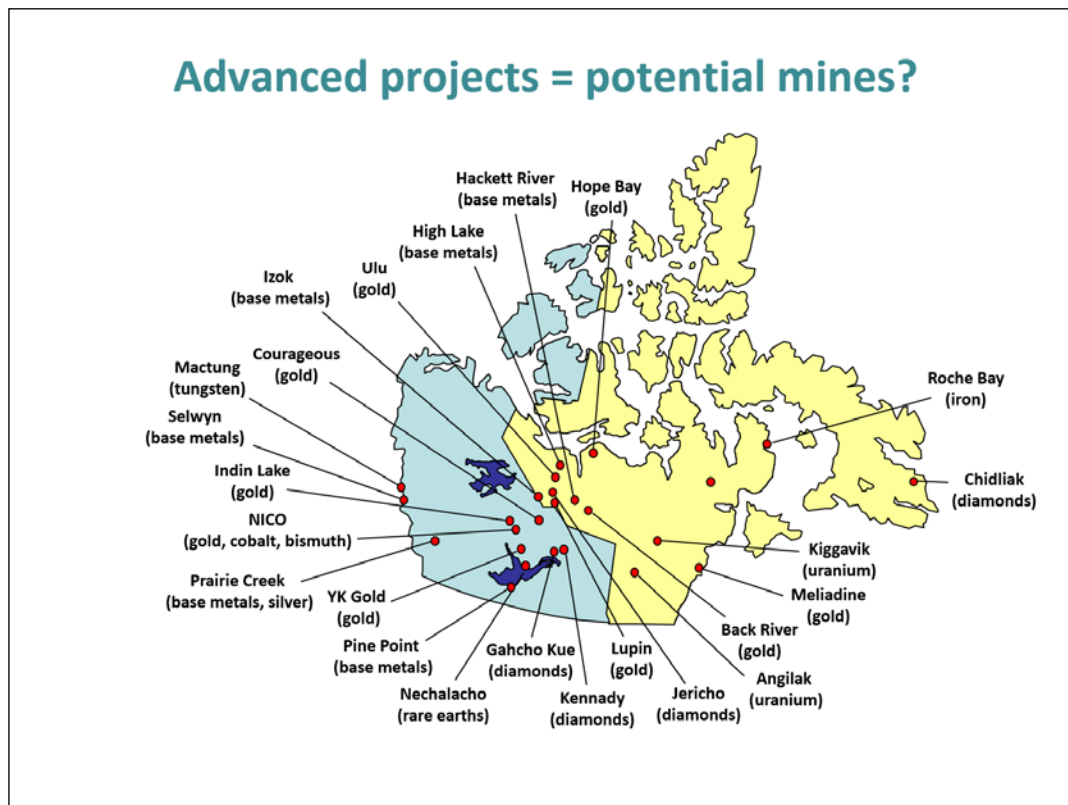 Advanced projects = potential mines?
Hackett River
(base metals)
Hope Bay
(gold)
High Lake
(base metals)
Ulu
(gold)
Izok
(base metals)
Courageous
(gold)
Mactung
(tungsten)
Selwyn
(base metals)
Indin Lake
(gold)
NICO
(gold, cobalt, bismuth)
Prairie Creek
(base metals, silver)
YK Gold
(gold)
Pine Point
(base metals)
Nechalacho
(rare earths)
Gahcho Kue
(diamonds)
Kennady
(diamonds)
Lupin
(gold)
Jericho
(diamonds)
Roche Bay
(iron)
Chidliak
(diamonds)
Kiggavik
(uranium)
Meliadine
(gold)
Back River
(gold)
Angilak
(uranium)